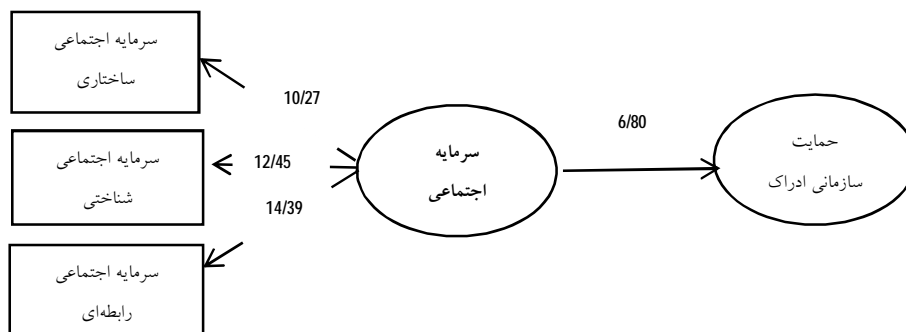 سرمایه اجتماعی
ساختاری
10/27
6/80
سرمایه اجتماعی
شناختی
12/45
سرمایه
اجتماعی
حمایت
سازمانی ادراک
14/39
سرمایه اجتماعی
رابطه‌ای